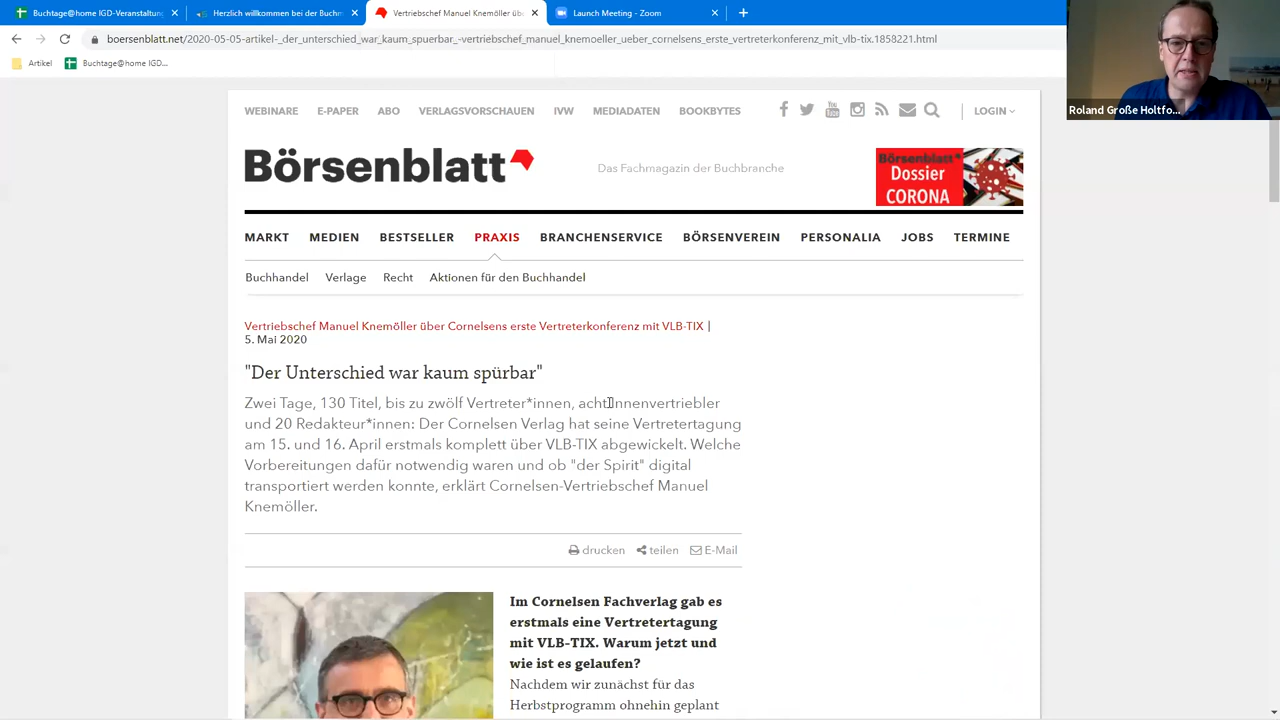 Buchtage@home IGD-Veranstaltung
Herzlich willkommen bei der Buchm
Vertriebschef Manuel Knemöller übe
Launch Meeting - Zoom
boersenblatt.net/2020-05-05-artikel-_der_unterschied_war_kaum_spuerbar_-vertriebschef_manuel_knemoeller_ueber_cornelsens_erste_vertreterkonferenz_mit_vlb-tix.1858221.html
Artikel
Buchtage@home IGD...
Roland Große Holtfo...
WEBINARE E-PAPER ABO VERLAGSVORSCHAUEN IVW MEDIADATEN BOOKBYTES
LOGIN
Börsenblatt
Das Fachmagazin der Buchbranche
Börsenblatt
Dossier
CORONA
MARKT MEDIEN BESTSELLER PRAXIS BRANCHENSERVICE BÖRSENVEREIN PERSONALIA JOBS TERMINE
Buchhandel Verlage Recht Aktionen für den Buchhandel
Vertriebschef Manuel Knemöller über Cornelsens erste Vertreterkonferenz mit VLB-TIX |
5. Mai 2020
"Der Unterschied war kaum spürbar"
Zwei Tage, 130 Titel, bis zu zwölf Vertreter*innen, acht Innenvertriebler
und 20 Redakteur*innen: Der Cornelsen Verlag hat seine Vertretertagung
am 15. und 16. April erstmals komplett über VLB-TIX abgewickelt. Welche
Vorbereitungen dafür notwendig waren und ob "der Spirit" digital
transportiert werden konnte, erklärt Cornelsen-Vertriebschef Manuel
Knemöller.
drucken teilen E-Mail
Im Cornelsen Fachverlag gab es
erstmals eine Vertretertagung
mit VLB-TIX. Warum jetzt und
wie ist es gelaufen?
Nachdem wir zunächst für das
Herbstprogramm ohnehin geplant